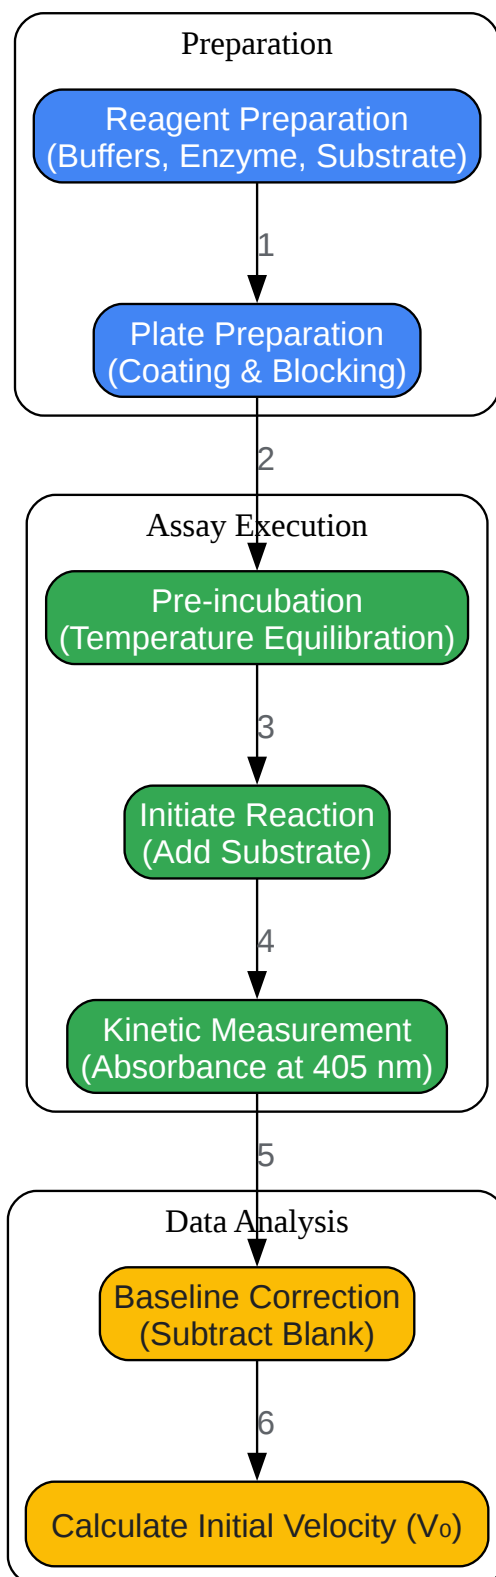 Preparation
Reagent Preparation
(Buffers, Enzyme, Substrate)
1
Plate Preparation
(Coating & Blocking)
2
Assay Execution
Pre-incubation
(Temperature Equilibration)
3
Initiate Reaction
(Add Substrate)
4
Kinetic Measurement
(Absorbance at 405 nm)
5
Data Analysis
Baseline Correction
(Subtract Blank)
6
Calculate Initial Velocity (V₀)